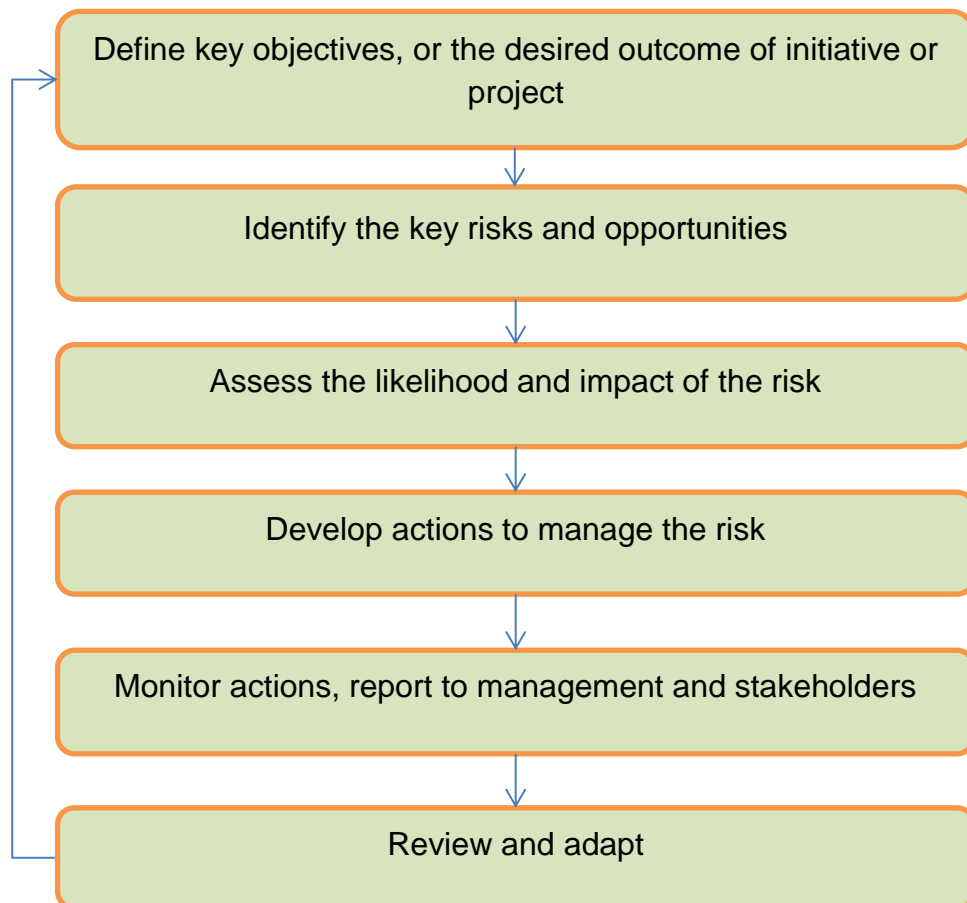 Define key objectives, or the desired outcome of initiative or
project
Identify the key risks and opportunities
Assess the likelihood and impact of the risk
Develop actions to manage the risk
Monitor actions, report to management and stakeholders
Review and adapt